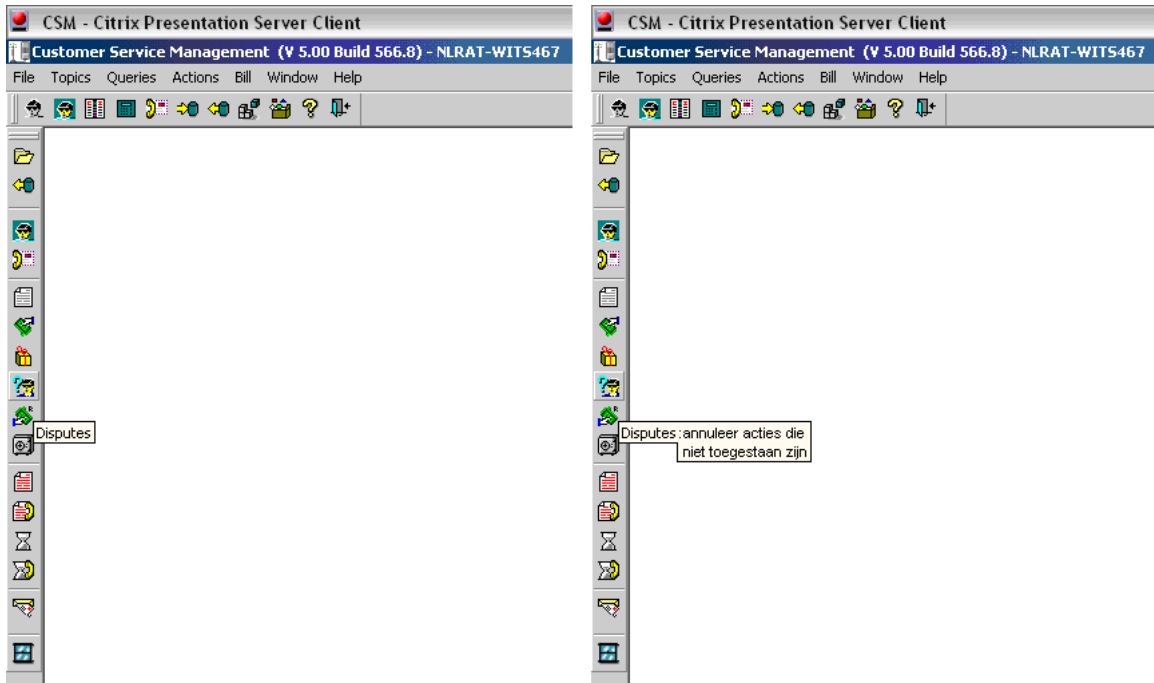 CSM - Citrix Presentation Server Client
Customer Service Management (V 5.00 Build 566.8) - NLRAT-WITS467
File Topics Queries Actions Bill Window Help
Disputes
CSM - Citrix Presentation Server Client
Customer Service Management (V 5.00 Build 566.8) - NLRAT-WITS467
File Topics Queries Actions Bill Window Help
Disputes :annuleer acties die
niet toegestaan zijn